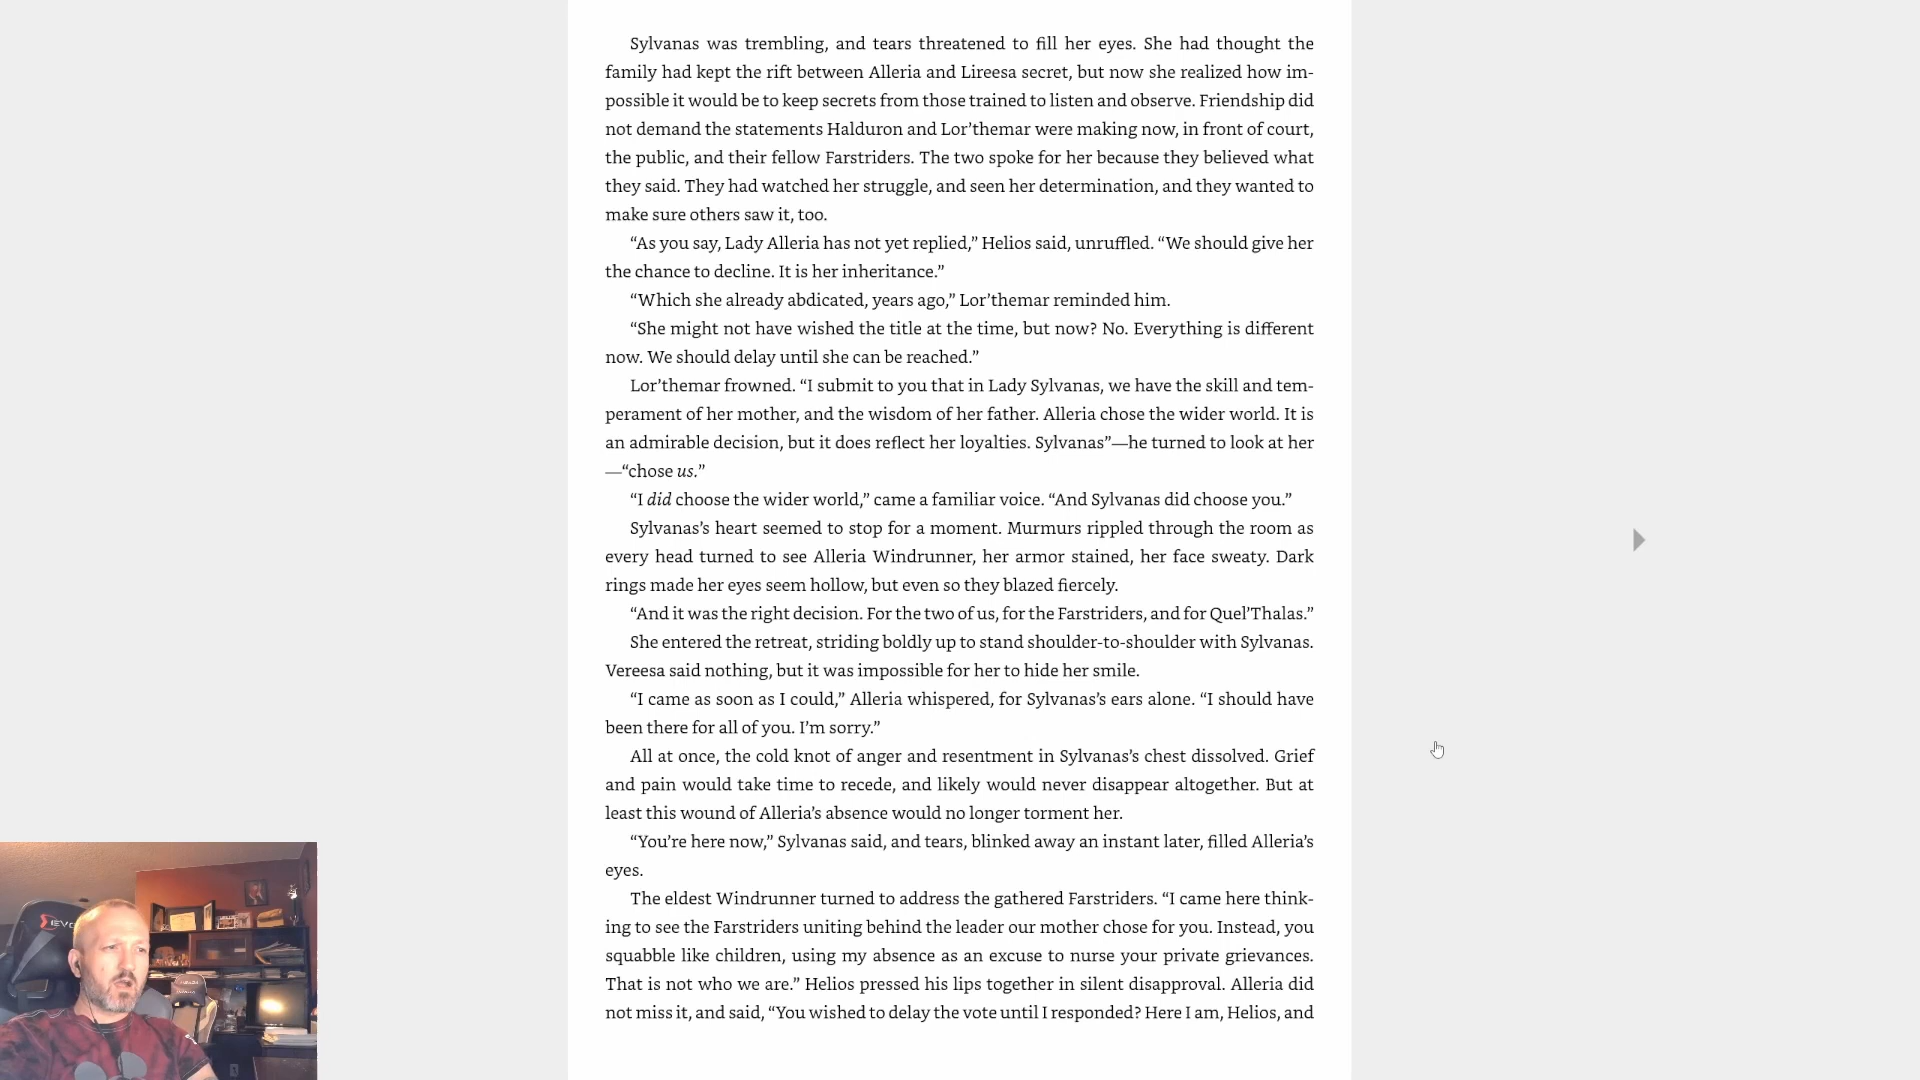 Sylvanas was trembling, and tears threatened to fill her eyes. She had thought the
family had kept the rift between Alleria and Lireesa secret, but now she realized how im-
possible it would be to keep secrets from those trained to listen and observe. Friendship did
not demand the statements Halduron and Lor’themar were making now, in front of court,
the public, and their fellow Farstriders. The two spoke for her because they believed what
they said. They had watched her struggle, and seen her determination, and they wanted to
make sure others saw it, too.
“As you say, Lady Alleria has not yet replied,” Helios said, unruffled. “We should give her
the chance to decline. It is her inheritance.”
“Which she already abdicated, years ago,” Lor’themar reminded him.
“She might not have wished the title at the time, but now? No. Everything is different
now. We should delay until she can be reached.”
Lor’themar frowned. “I submit to you that in Lady Sylvanas, we have the skill and tem-
perament of her mother, and the wisdom of her father. Alleria chose the wider world. It is
an admirable decision, but it does reflect her loyalties. Sylvanas”—he turned to look at her
—“chose us.”
“I did choose the wider world,” came a familiar voice. “And Sylvanas did choose you.”
Sylvanas’s heart seemed to stop for a moment. Murmurs rippled through the room as
every head turned to see Alleria Windrunner, her armor stained, her face sweaty. Dark
rings made her eyes seem hollow, but even so they blazed fiercely.
“And it was the right decision. For the two of us, for the Farstriders, and for Quel’Thalas.”
She entered the retreat, striding boldly up to stand shoulder-to-shoulder with Sylvanas.
Vereesa said nothing, but it was impossible for her to hide her smile.
“I came as soon as I could,” Alleria whispered, for Sylvanas’s ears alone. “I should have
been there for all of you. I’m sorry.”
All at once, the cold knot of anger and resentment in Sylvanas’s chest dissolved. Grief
and pain would take time to recede, and likely would never disappear altogether. But at
least this wound of Alleria’s absence would no longer torment her.
“You’re here now,” Sylvanas said, and tears, blinked away an instant later, filled Alleria’s
eyes.
The eldest Windrunner turned to address the gathered Farstriders. “I came here think-
ing to see the Farstriders uniting behind the leader our mother chose for you. Instead, you
squabble like children, using my absence as an excuse to nurse your private grievances.
That is not who we are.” Helios pressed his lips together in silent disapproval. Alleria did
not miss it, and said, “You wished to delay the vote until I responded? Here I am, Helios, and